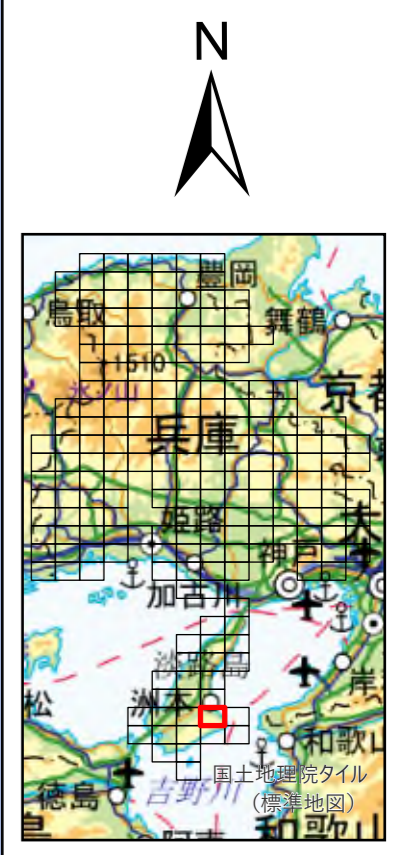 N
豊岡
鳥取
舞鶴
1510
氷ノ山
京都
兵庫
姫路
大
神戸
加古川
淡路島
岸
洲本
松
和歌山
国土地理院タイル
徳島
吉野川
(標準地図)
和歌山